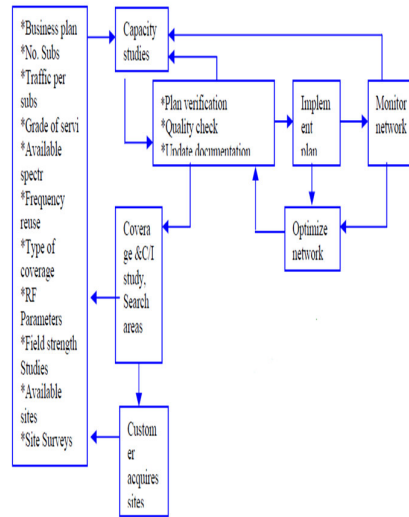 *Business plan
*No. Subs
*Traffic per
subs
*Grade of servi
*Available
spectr
*Frequency
reuse
*Type of
coverage
*RF
Parameters
*Field strength
Studies
*Available
sites
*Site Surveys
Capacity
studies
*Plan verification
*Quality check
*Update documentation
Implem
ent
plan
Monitor
network
Optimize
network
Covera
ge &C/I
study,
Search
areas
Custom
er
acquires
sites